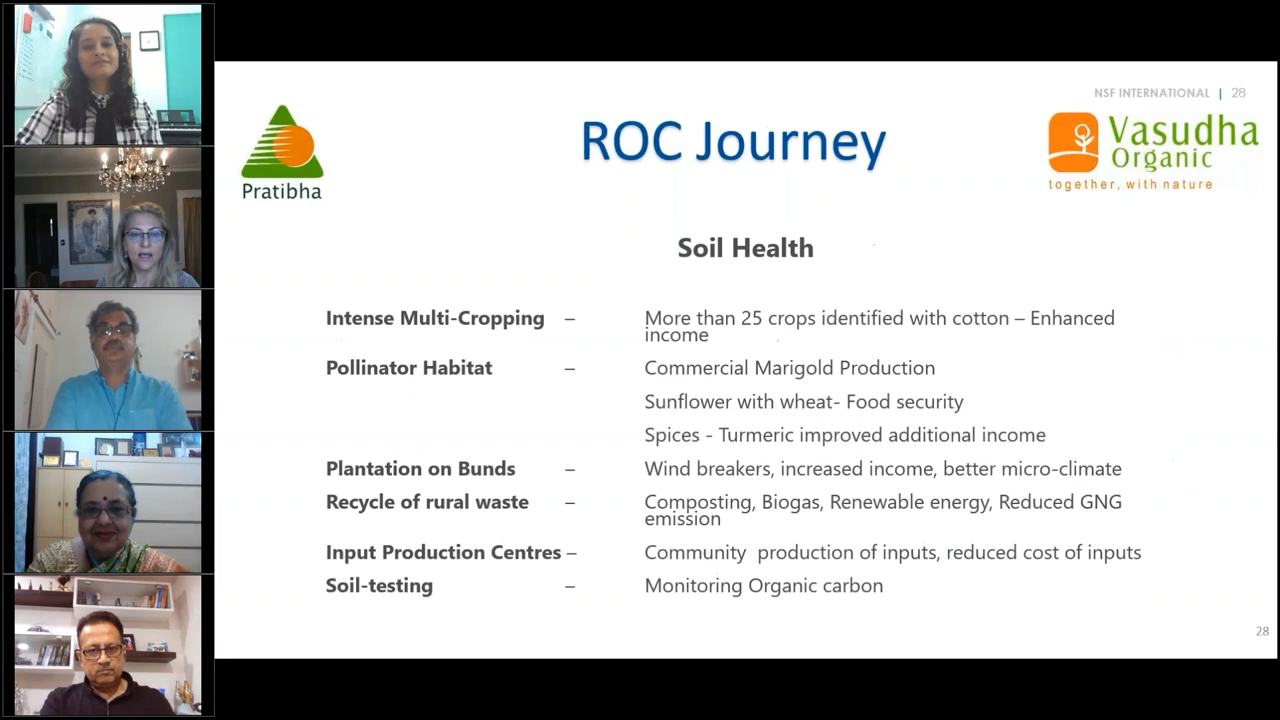 NSF INTERNATIONAL | 28
Pratibha
ROC Journey
Vasudha
Organic
together, with nature
Soil Health
Intense Multi-Cropping – More than 25 crops identified with cotton – Enhanced
income
Pollinator Habitat – Commercial Marigold Production
Sunflower with wheat- Food security
Spices - Turmeric improved additional income
Plantation on Bunds – Wind breakers, increased income, better micro-climate
Recycle of rural waste – Composting, Biogas, Renewable energy, Reduced GNG
emission
Input Production Centres – Community production of inputs, reduced cost of inputs
Soil-testing – Monitoring Organic carbon
28